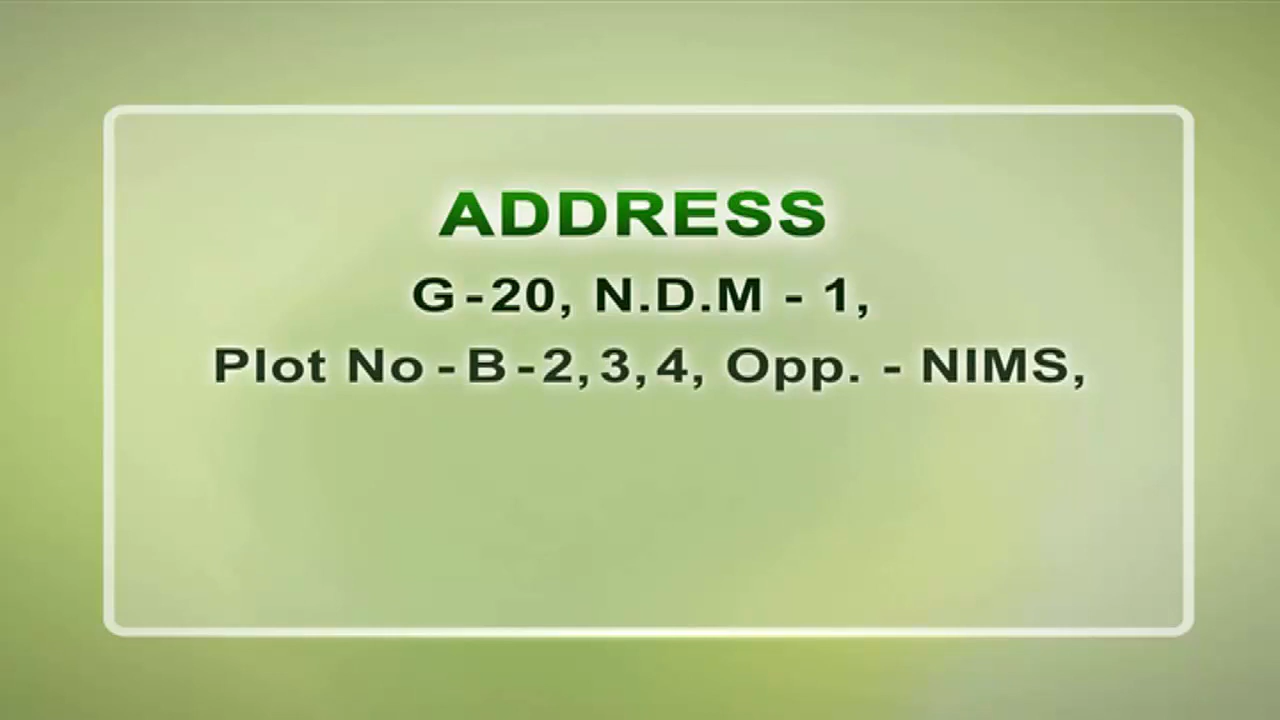 ADDRESS
G-20, N.D.M - 1,
Plot No-B-2,3,4, Opp. - NIMS,